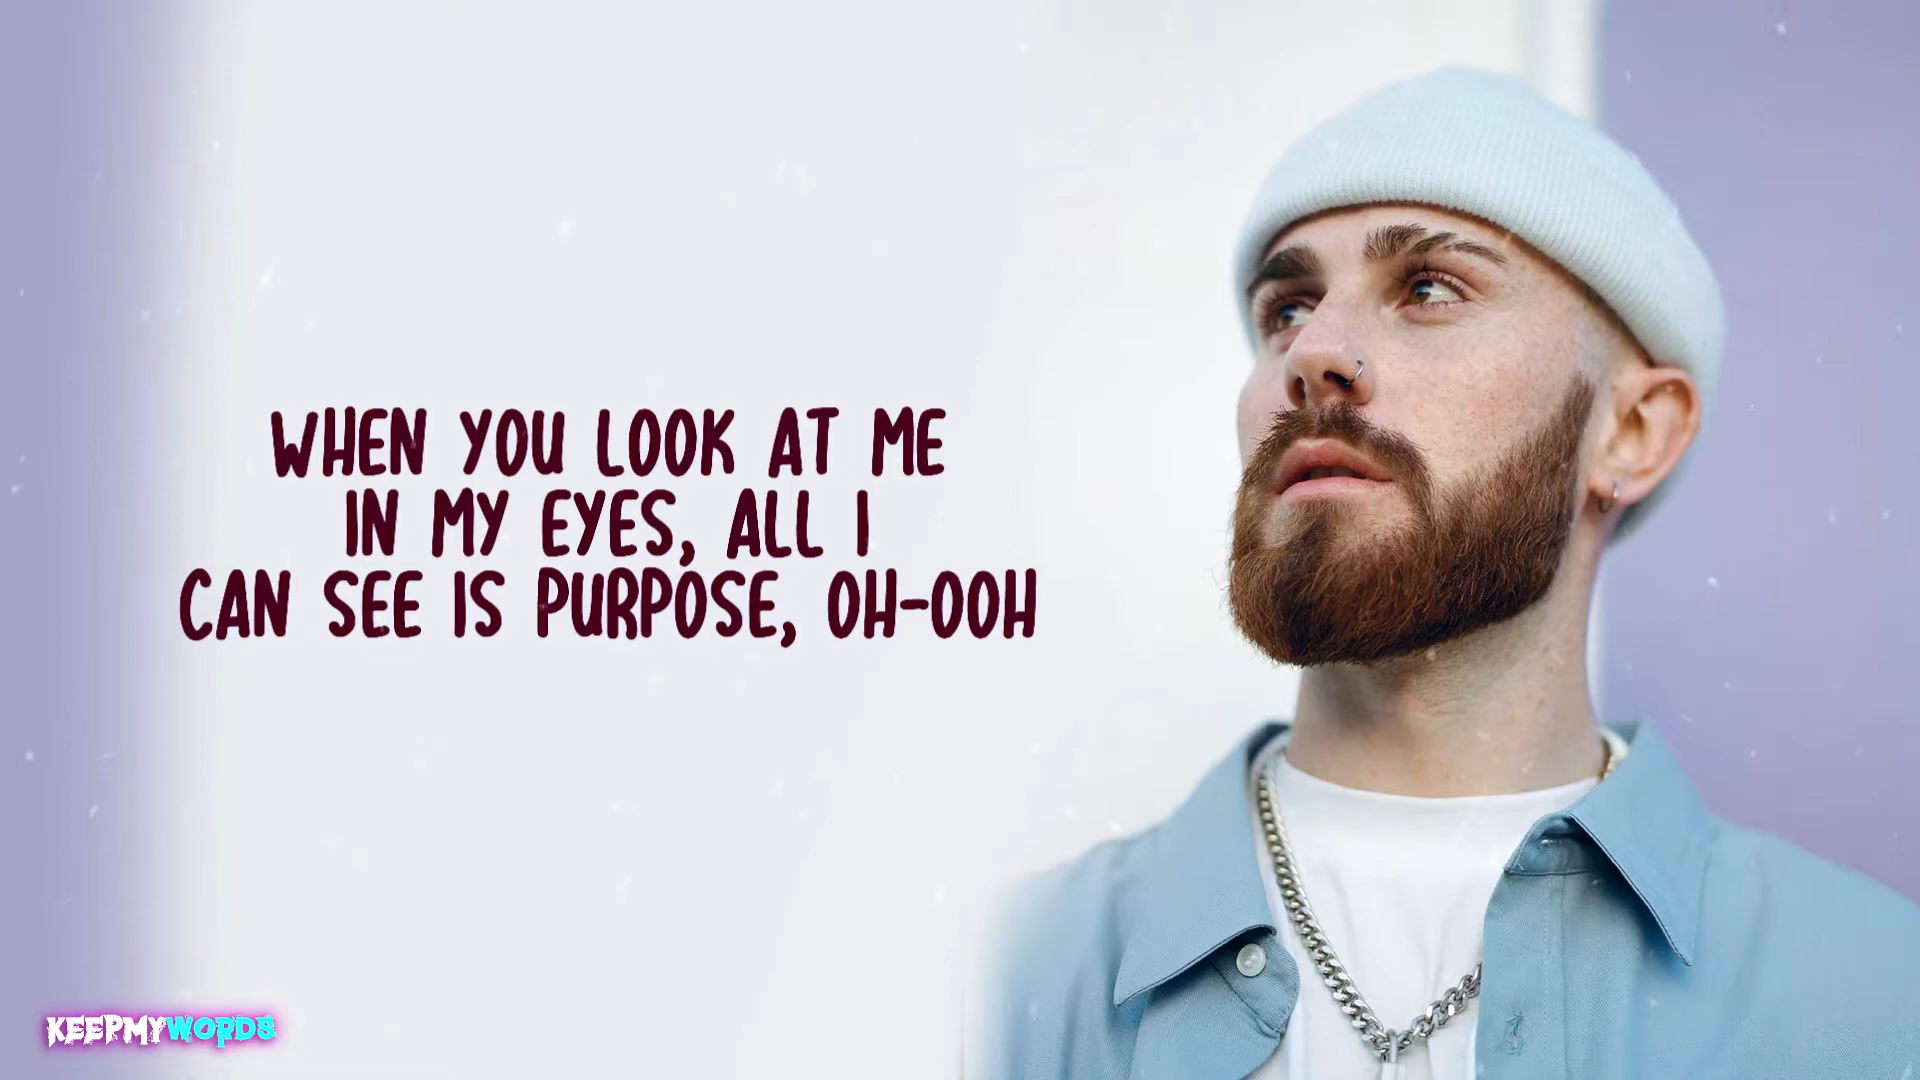 WHEN YOU LOOK AT ME
IN MY EYES, ALL I
CAN SEE IS PURPOSE, OH-OOH
KEEPMYWORDS